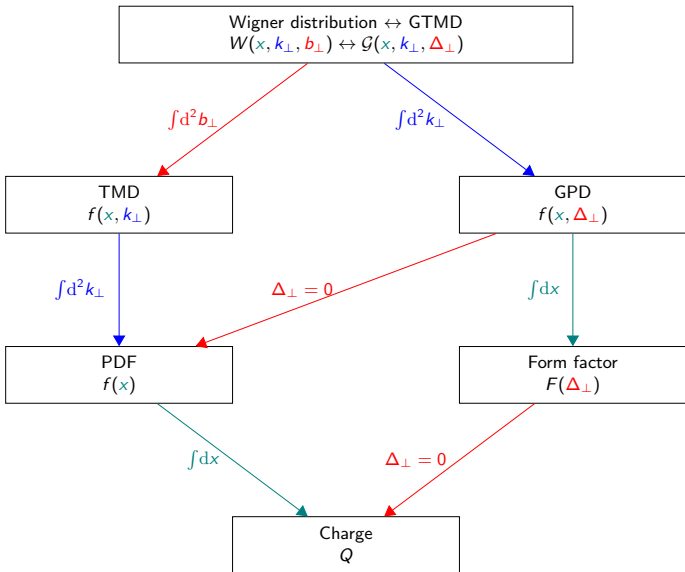 Wigner distribution ↔ GTMD
W(x, k⊥, b⊥) ↔ 𝒢(x, k⊥, Δ⊥)
∫d²b⊥
∫d²k⊥
TMD
f(x, k⊥)
GPD
f(x, Δ⊥)
∫d²k⊥
Δ⊥ = 0
∫dx
PDF
f(x)
Form factor
F(Δ⊥)
∫dx
Δ⊥ = 0
Charge
Q